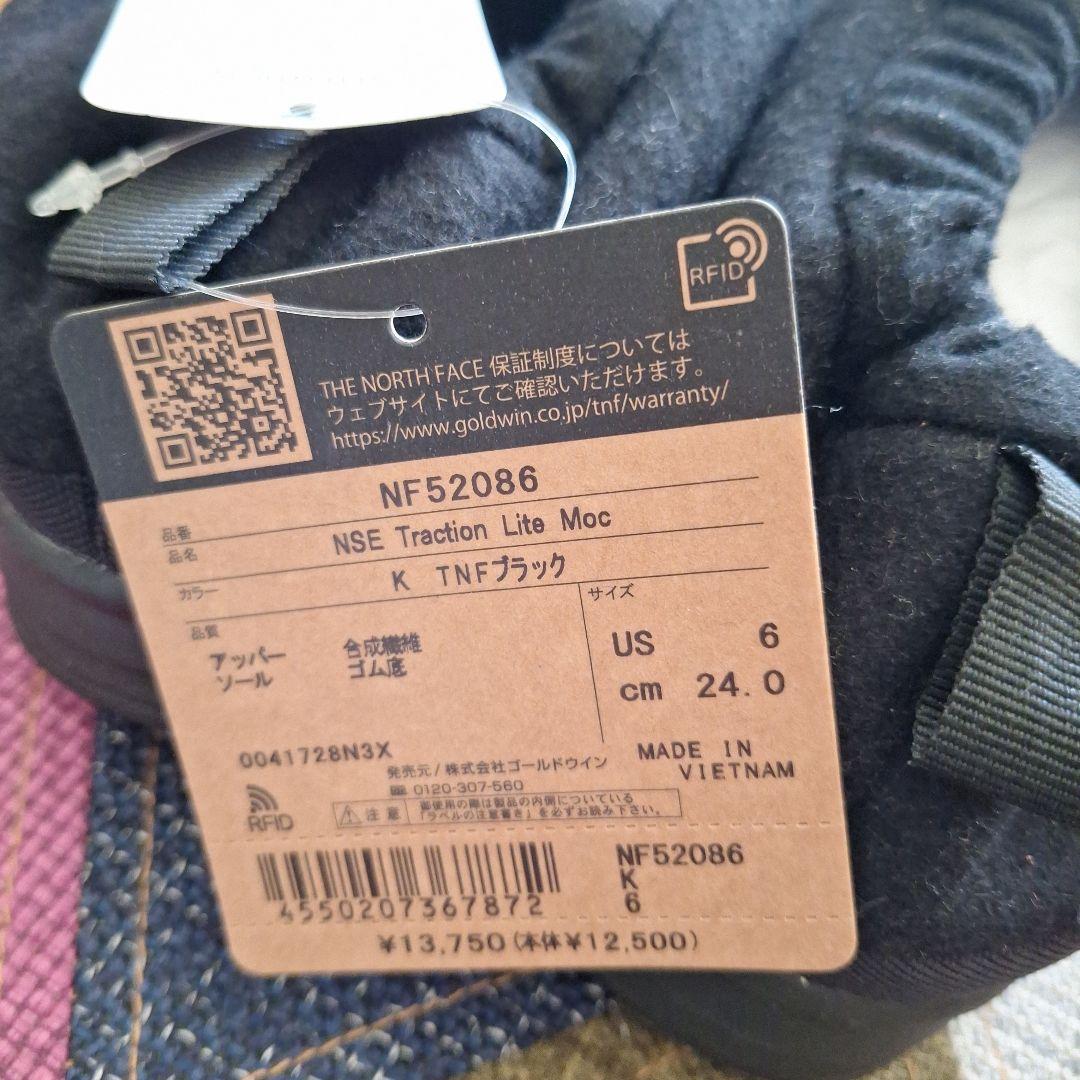 RFID
THE NORTH FACE 保証制度については
ウェブサイトにてご確認いただけます。
https://www.goldwin.co.jp/tnf/warranty/
品番 NF52086
品名 NSE Traction Lite Moc
カラー K TNFブラック
品質
アッパー 合成繊維
ソール ゴム底
サイズ
US 6
cm 24.0
0041728N3X
MADE IN
VIETNAM
発売元/株式会社ゴールドウイン
0120-307-560
RFID
注意
御使用の際は製品の内側についている
「ラベルの注意書き」を必ずお読み下さい。
4550207367872
NF52086
K
6
¥13,750(本体¥12,500)